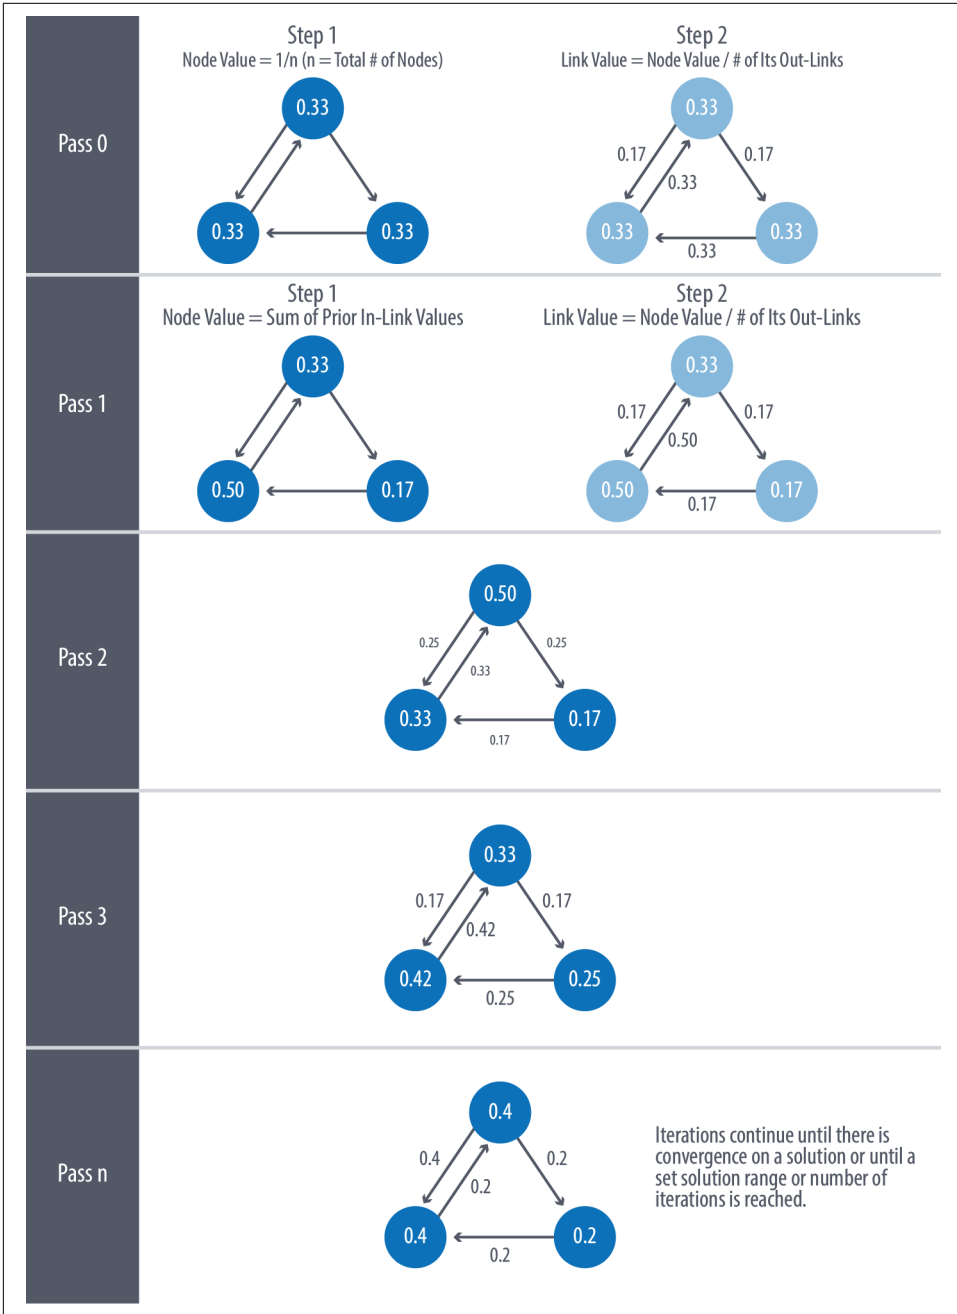 Pass 0
Step 1
Node Value = 1/n (n = Total # of Nodes)
0.33
0.33
0.33
Step 2
Link Value = Node Value / # of Its Out-Links
0.33
0.17
0.17
0.33
0.33
0.33
0.33
Pass 1
Step 1
Node Value = Sum of Prior In-Link Values
0.33
0.50
0.17
Step 2
Link Value = Node Value / # of Its Out-Links
0.33
0.17
0.17
0.50
0.50
0.17
0.17
Pass 2
0.50
0.25
0.25
0.33
0.33
0.17
0.17
Pass 3
0.33
0.17
0.17
0.42
0.42
0.25
0.25
Pass n
0.4
0.4
0.2
0.2
0.4
0.2
0.2
Iterations continue until there is
convergence on a solution or until a
set solution range or number of
iterations is reached.